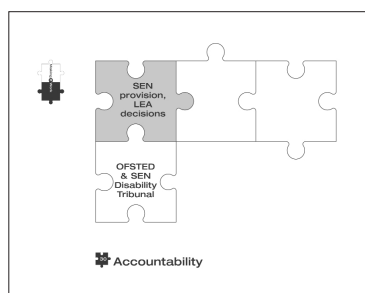 SEN
provision,
LEA
decisions
OFSTED
& SEN
Disability
Tribunal
Accountability